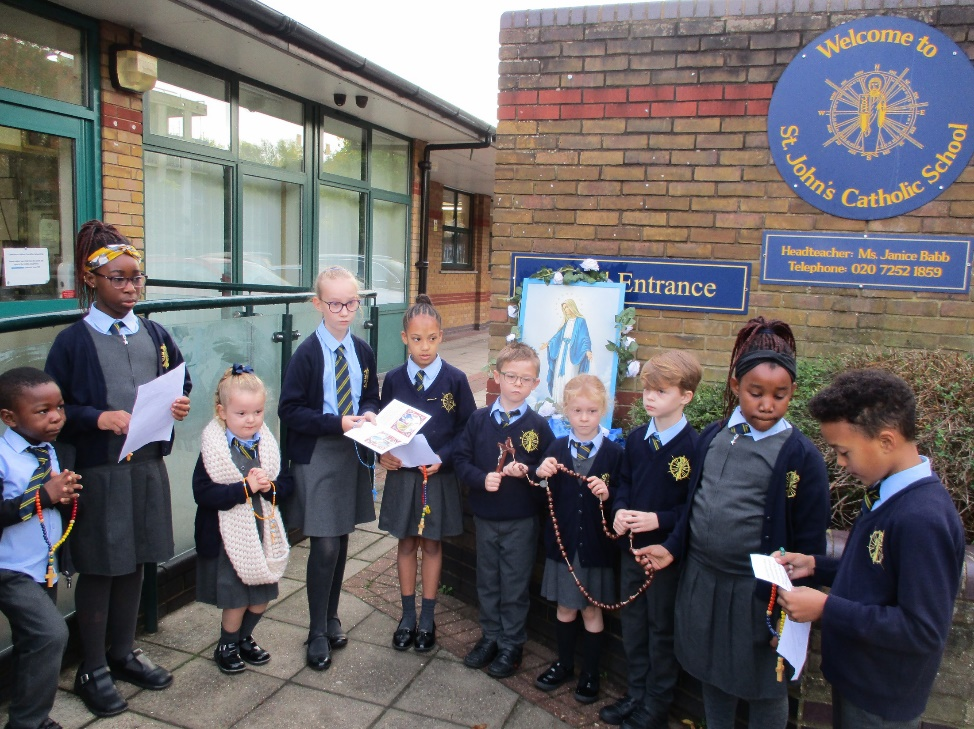 Welcome to
St. John's Catholic School
Headteacher: Ms. Janice Babb
Telephone: 020 7252 1859
Entrance